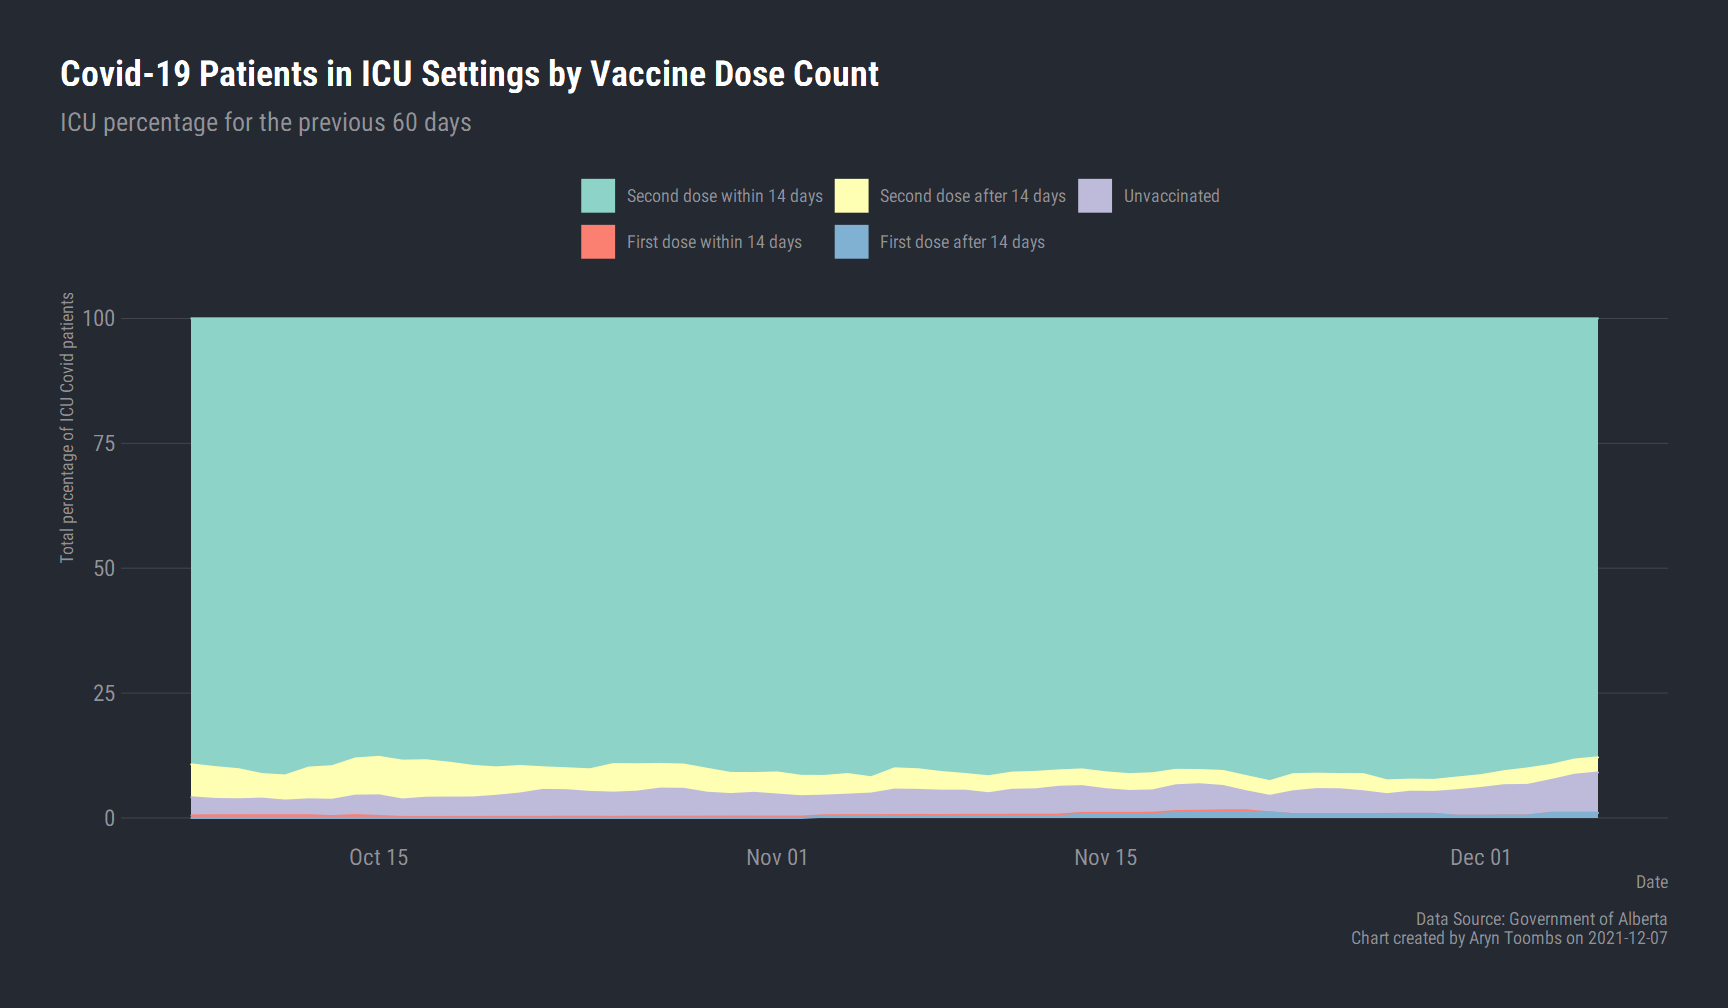 Covid-19 Patients in ICU Settings by Vaccine Dose Count
ICU percentage for the previous 60 days
Second dose within 14 days
Second dose after 14 days
Unvaccinated
First dose within 14 days
First dose after 14 days
Total percentage of ICU Covid patients
100
75
50
25
0
Oct 15
Nov 01
Nov 15
Dec 01
Date
Data Source: Government of Alberta
Chart created by Aryn Toombs on 2021-12-07